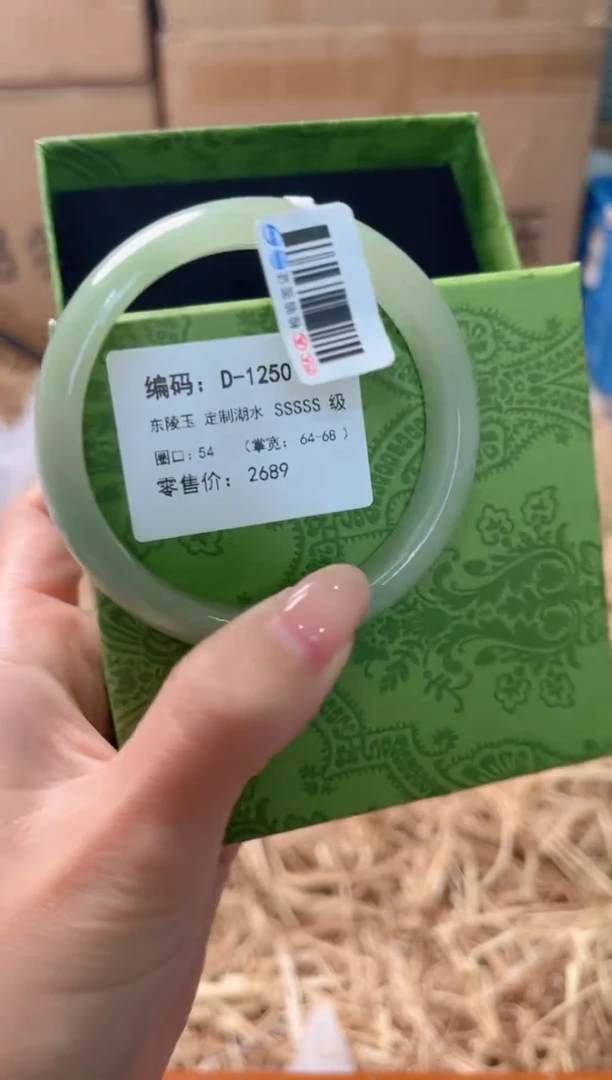 编码：D-1250
东陵玉 定制湖水 SSSSS 级
圈口：54 （掌宽：64-68 ）
零售价：2689